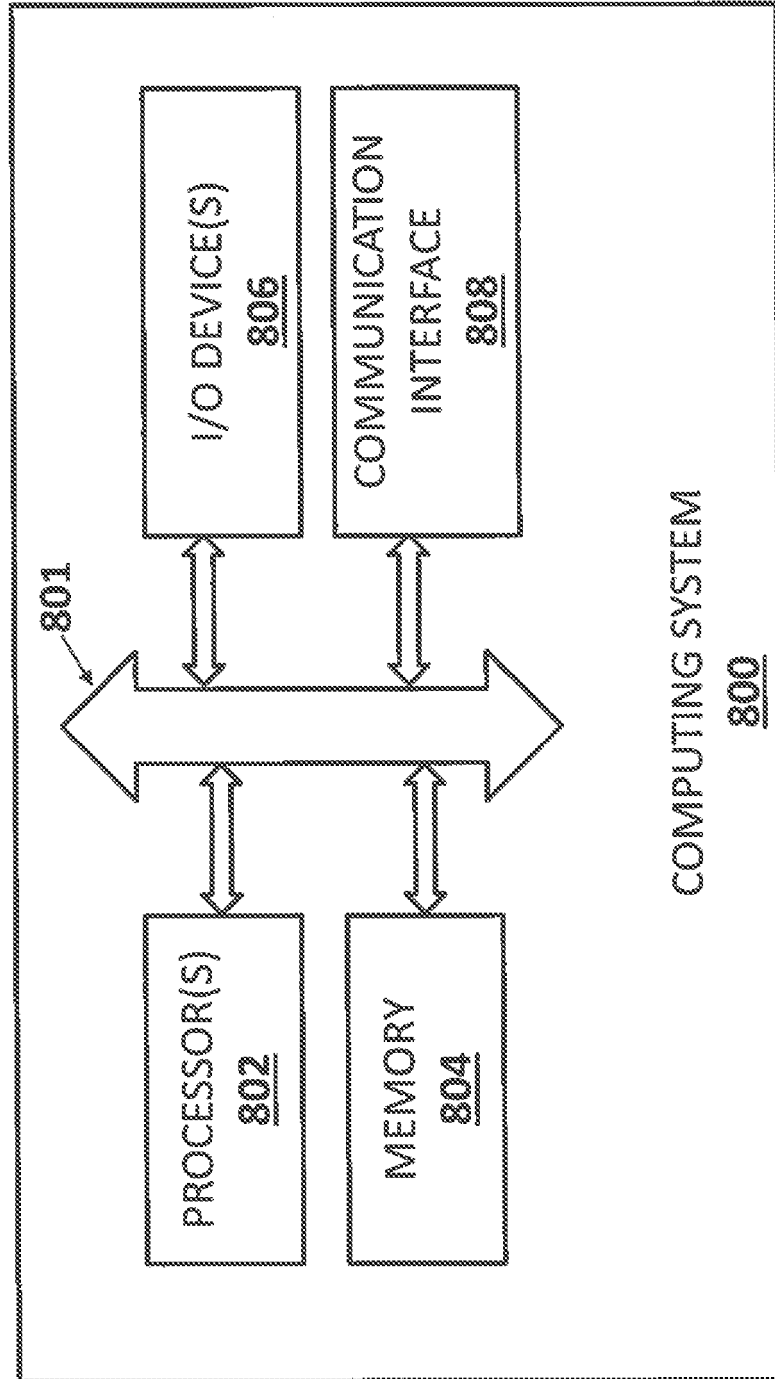 801
PROCESSOR(S)
802
I/O DEVICE(S)
806
MEMORY
804
COMMUNICATION
INTERFACE
808
COMPUTING SYSTEM
800